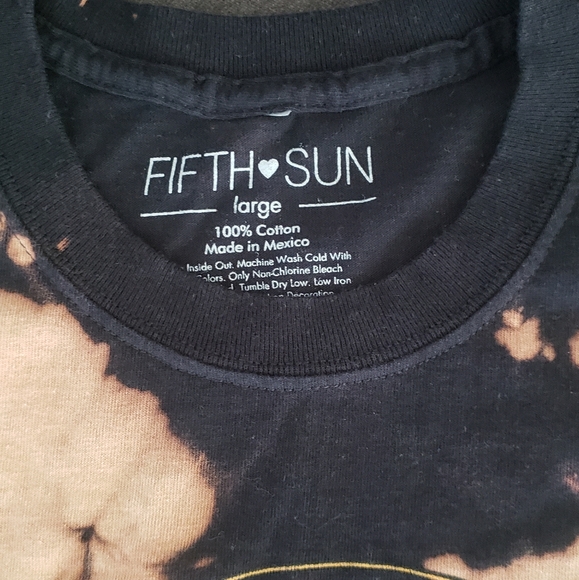 FIFTH♥SUN
large
100% Cotton
Made in Mexico
Inside Out. Machine Wash Cold With
Colors. Only Non-Chlorine Bleach
Tumble Dry Low. Low Iron
Decoration